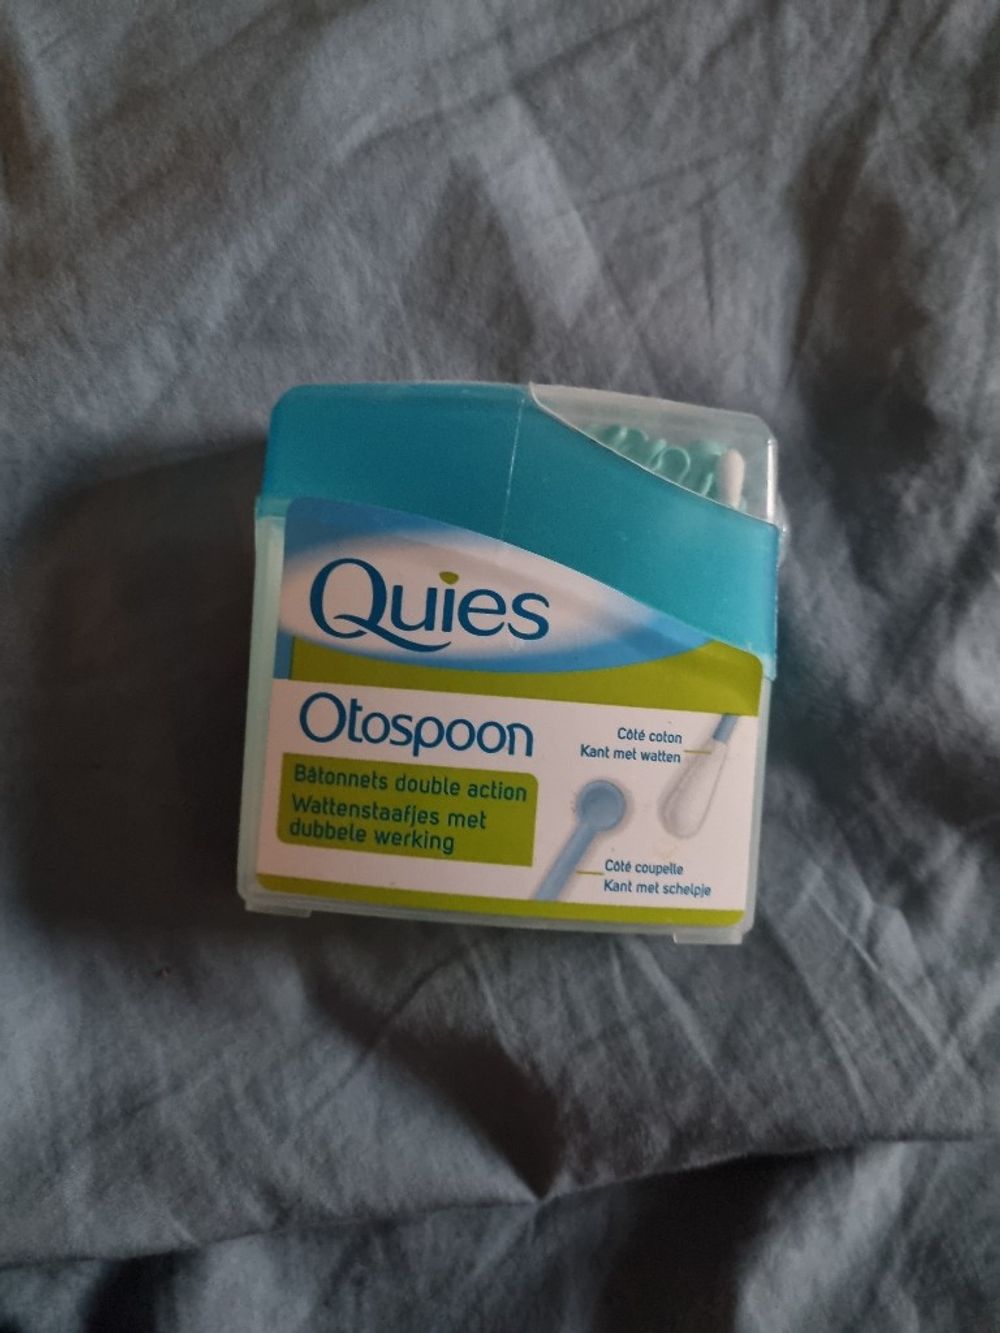 Quies
Otospoon
Bâtonnets double action
Wattenstaafjes met
dubbele werking
Côté coton
Kant met watten
Côté coupelle
Kant met schelpje